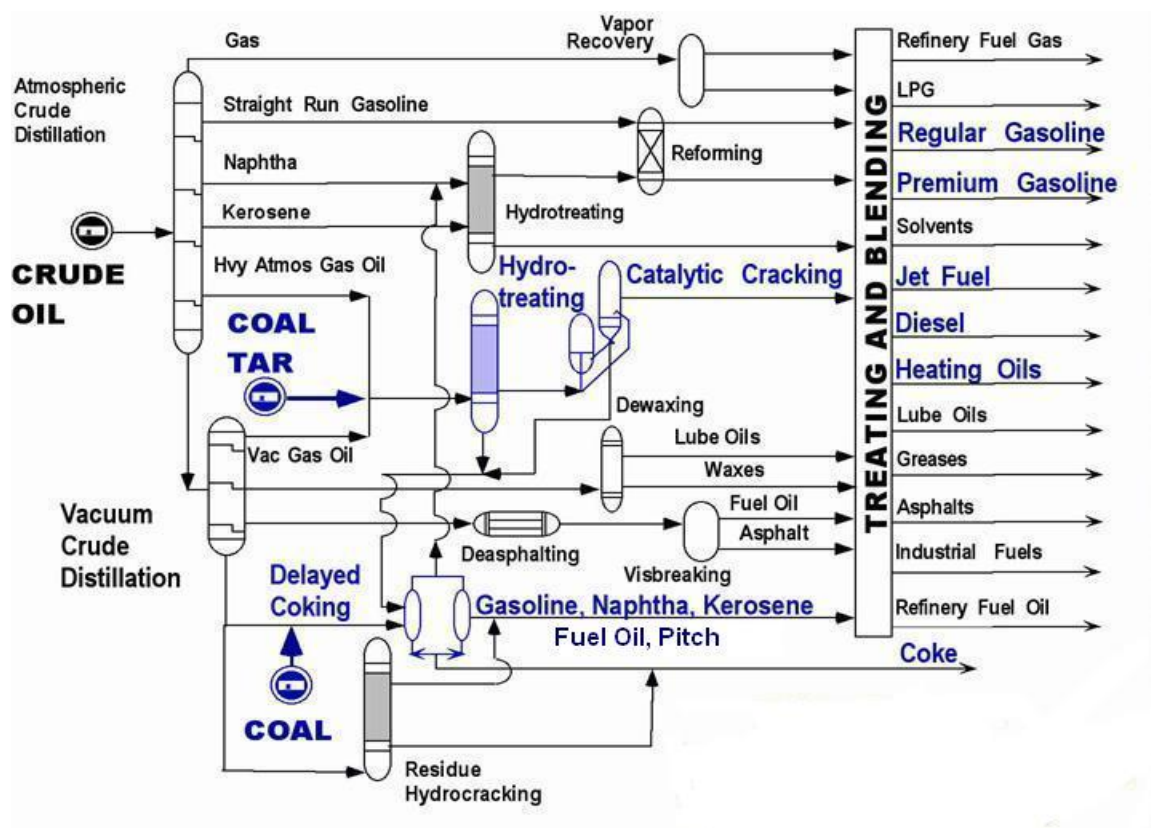 Gas
Vapor
Recovery
Refinery Fuel Gas
Atmospheric
Crude
Distillation
Straight Run Gasoline
LPG
Regular Gasoline
Naphtha
Reforming
Premium Gasoline
Kerosene
Hydrotreating
Solvents
CRUDE
OIL
Hvy Atmos Gas Oil
Hydro-
treating
Catalytic Cracking
Jet Fuel
COAL
TAR
Diesel
Heating Oils
TREATING AND BLENDING
Dewaxing
Lube Oils
Lube Oils
Vac Gas Oil
Waxes
Greases
Fuel Oil
Asphalts
Vacuum
Crude
Distillation
Deasphalting
Asphalt
Visbreaking
Industrial Fuels
Delayed
Coking
Gasoline, Naphtha, Kerosene
Fuel Oil, Pitch
Refinery Fuel Oil
Coke
COAL
Residue
Hydrocracking